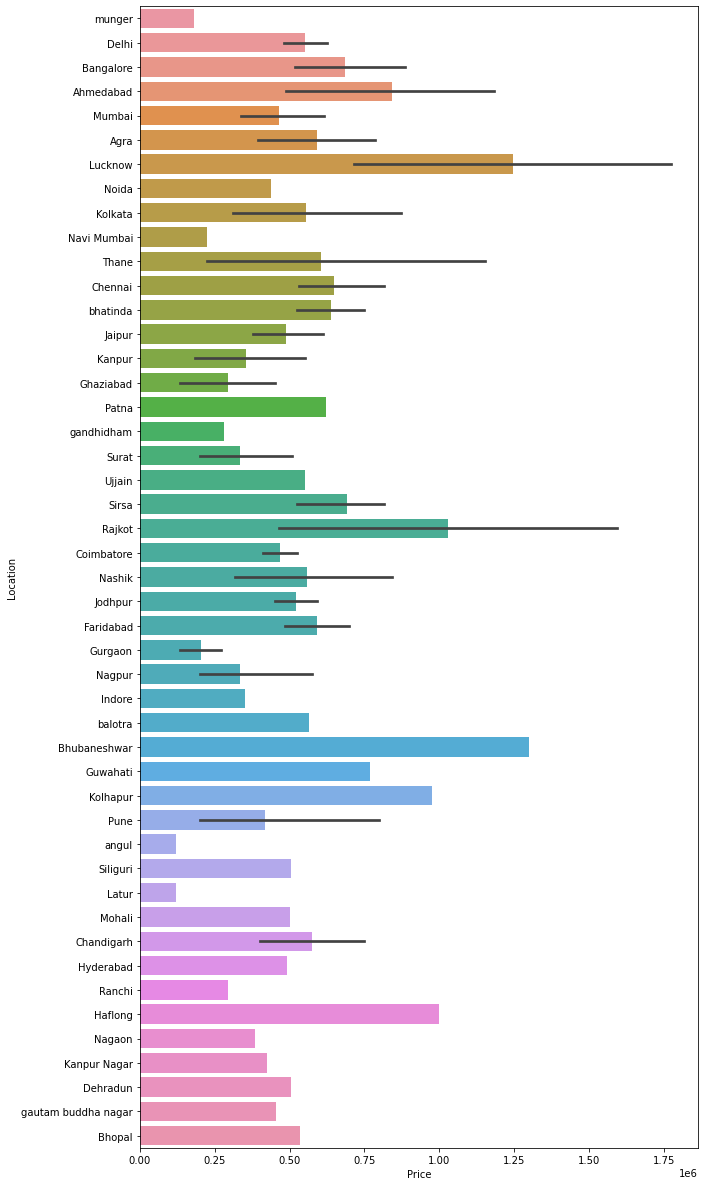 munger
Delhi
Bangalore
Ahmedabad
Mumbai
Agra
Lucknow
Noida
Kolkata
Navi Mumbai
Thane
Chennai
bhatinda
Jaipur
Kanpur
Ghaziabad
Patna
gandhidham
Surat
Ujjain
Sirsa
Rajkot
Coimbatore
Nashik
Jodhpur
Faridabad
Gurgaon
Nagpur
Indore
balotra
Bhubaneshwar
Guwahati
Kolhapur
Pune
angul
Siliguri
Latur
Mohali
Chandigarh
Hyderabad
Ranchi
Haflong
Nagaon
Kanpur Nagar
Dehradun
gautam buddha nagar
Bhopal
Location
0.00 0.25 0.50 0.75 1.00 1.25 1.50 1.75
1e6
Price